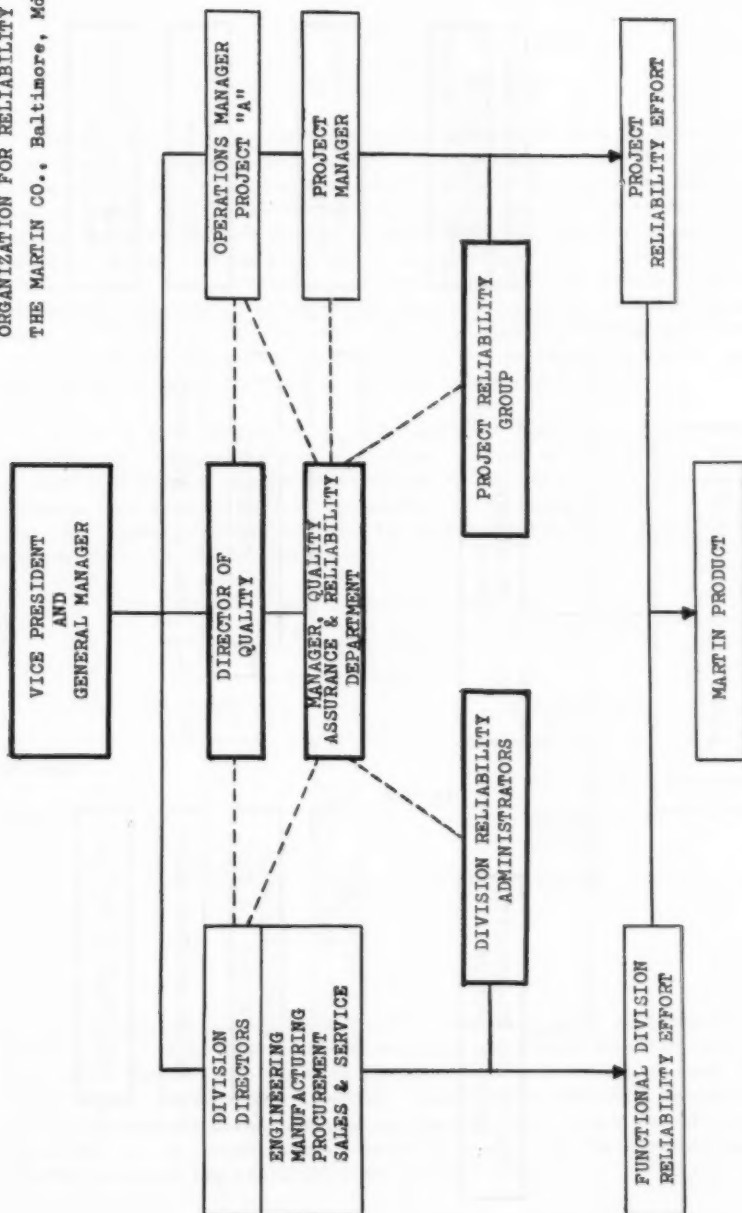 ORGANIZATION FOR RELIABILITY
THE MARTIN CO., Baltimore, Md
VICE PRESIDENT
AND
GENERAL MANAGER
DIVISION
DIRECTORS
ENGINEERING
MANUFACTURING
PROCUREMENT
SALES & SERVICE
DIRECTOR OF
QUALITY
OPERATIONS MANAGER
PROJECT "A"
MANAGER, QUALITY
ASSURANCE & RELIABILITY
DEPARTMENT
PROJECT
MANAGER
DIVISION RELIABILITY
ADMINISTRATORS
PROJECT RELIABILITY
GROUP
FUNCTIONAL DIVISION
RELIABILITY EFFORT
PROJECT
RELIABILITY EFFORT
MARTIN PRODUCT